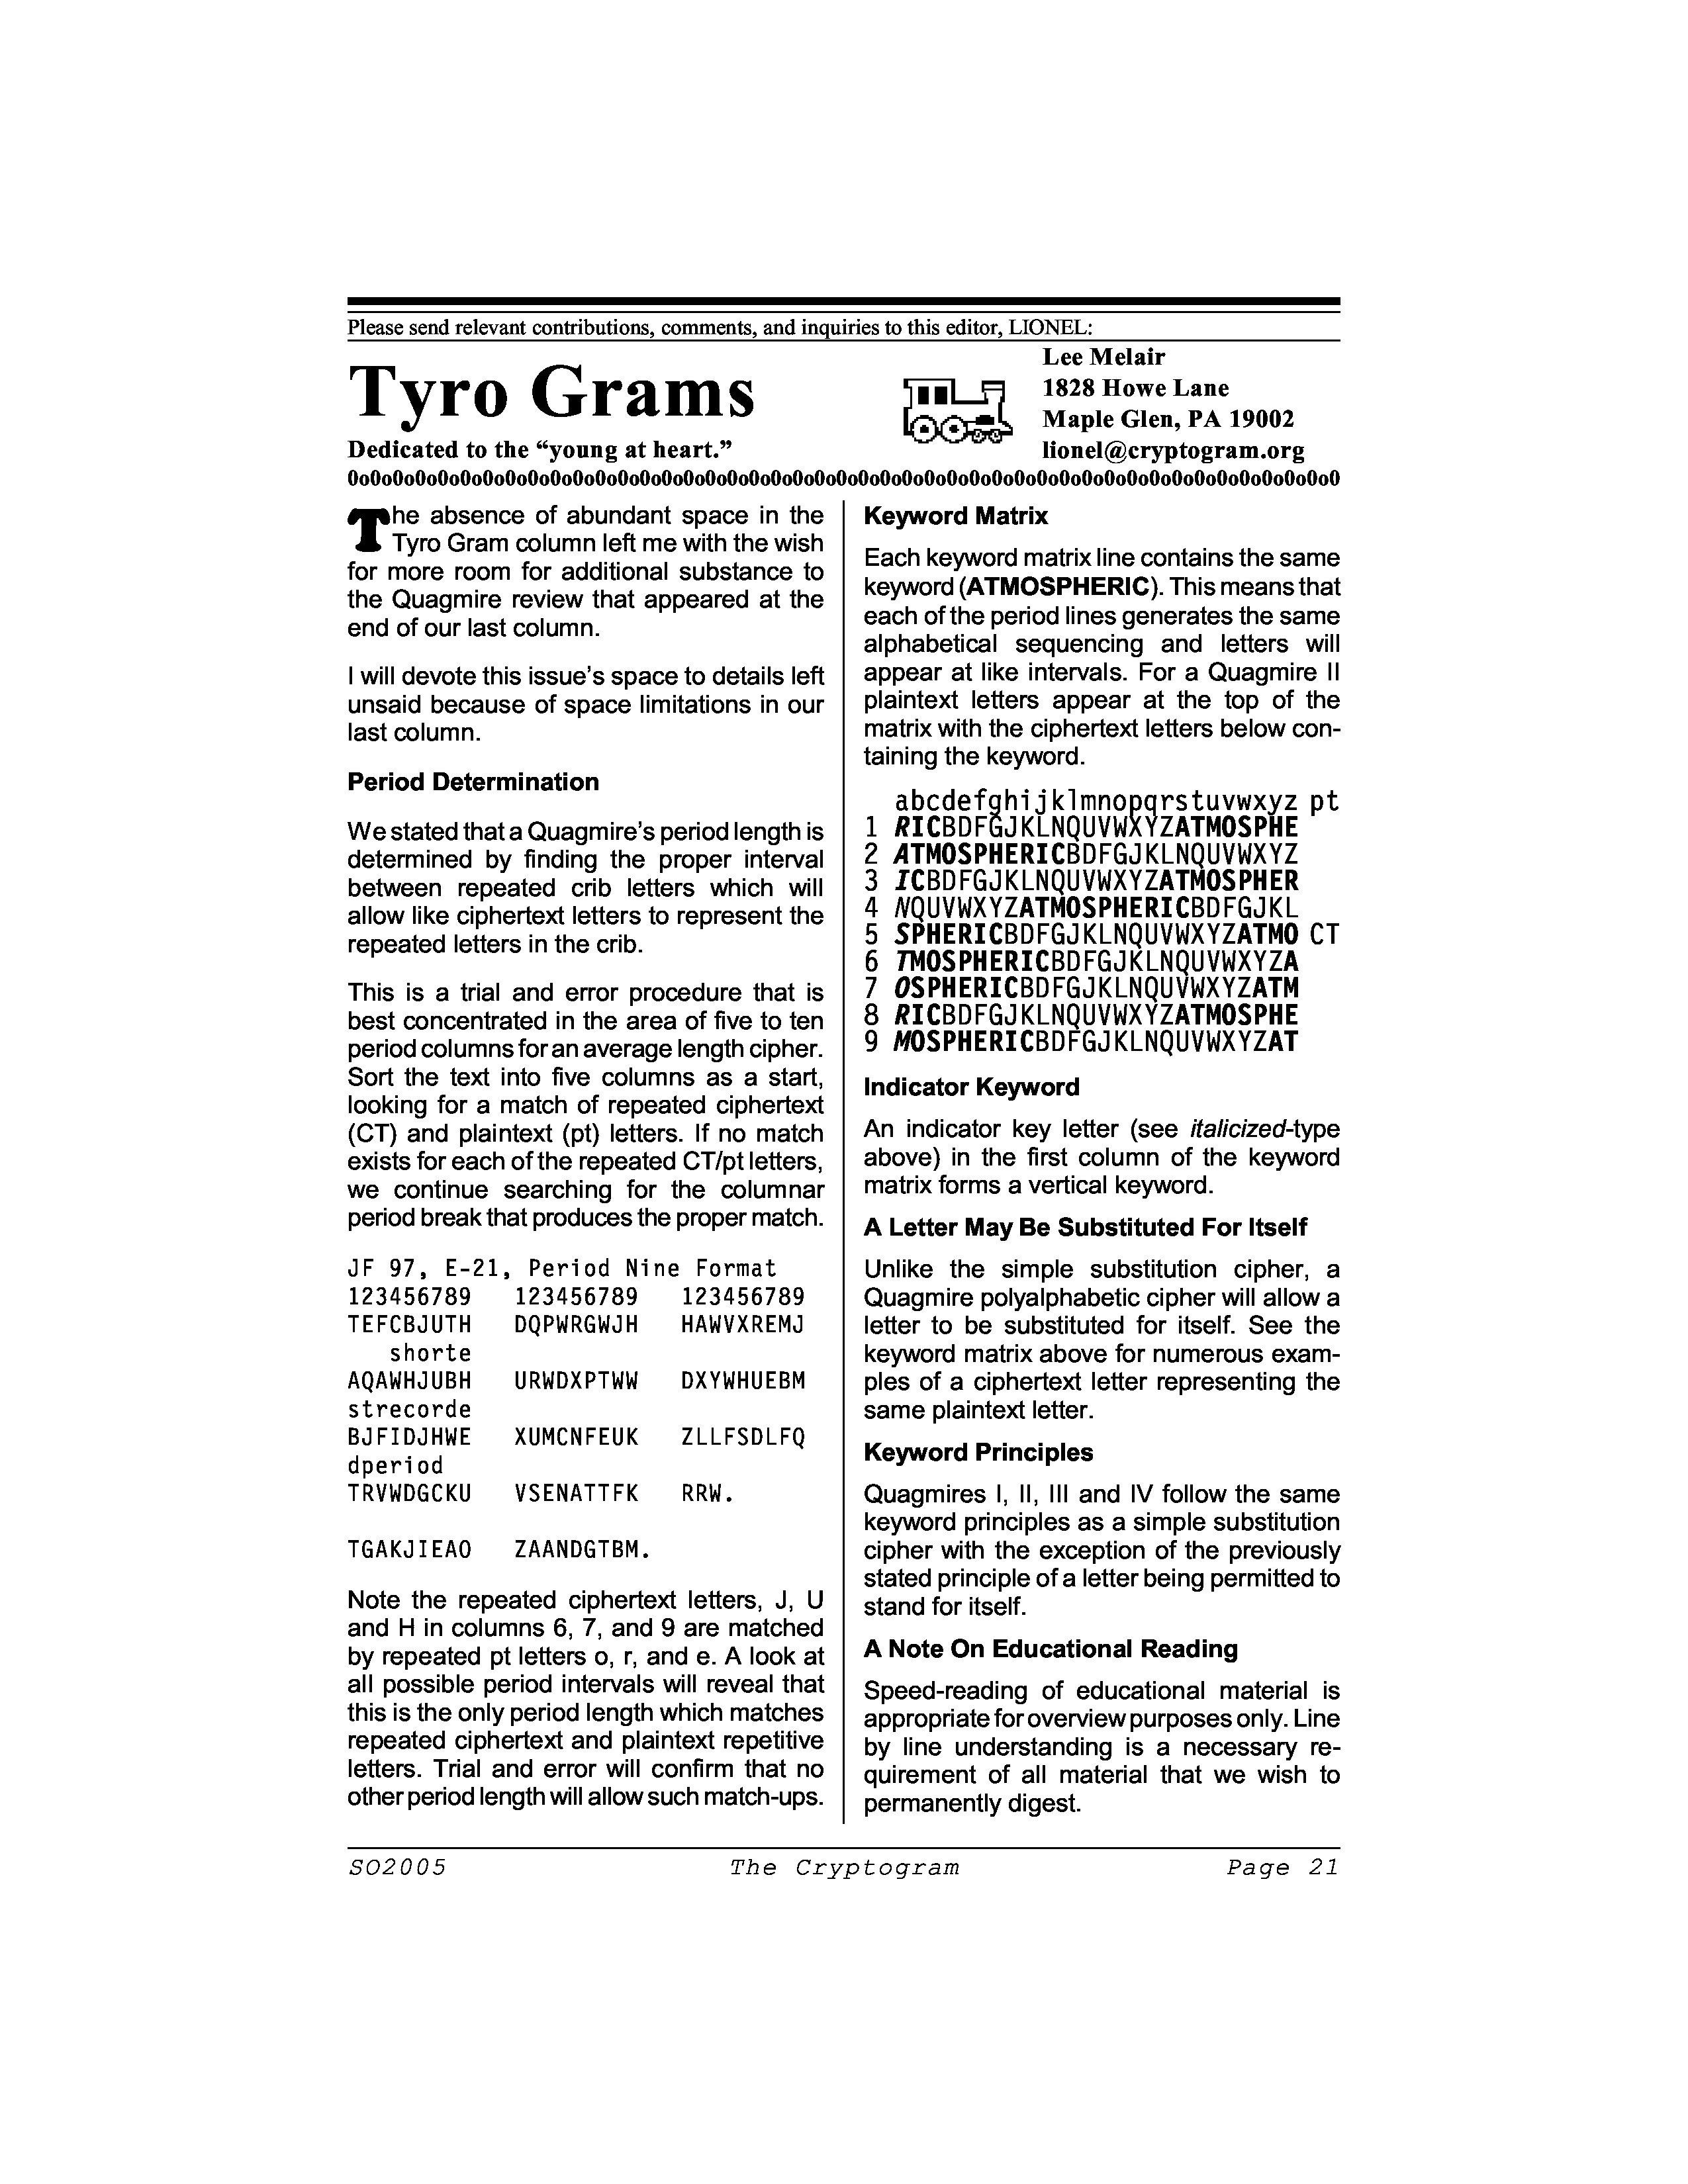 Please send relevant contributions, comments, and inquiries to this editor, LIONEL:
Tyro Grams
Dedicated to the “young at heart.”
Lee Melair
1828 Howe Lane
Maple Glen, PA 19002
lionel@cryptogram.org
0o0o0o0o0o0o0o0o0o0o0o0o0o0o0o0o0o0o0o0o0o0o0o0o0o0o0o0o0o0o0o0o0o0o0o0o0o0o0o0o0o0o0o0o0
The absence of abundant space in the
Tyro Gram column left me with the wish
for more room for additional substance to
the Quagmire review that appeared at the
end of our last column.
I will devote this issue’s space to details left
unsaid because of space limitations in our
last column.
Period Determination
We stated that a Quagmire’s period length is
determined by finding the proper interval
between repeated crib letters which will
allow like ciphertext letters to represent the
repeated letters in the crib.
This is a trial and error procedure that is
best concentrated in the area of five to ten
period columns for an average length cipher.
Sort the text into five columns as a start,
looking for a match of repeated ciphertext
(CT) and plaintext (pt) letters. If no match
exists for each of the repeated CT/pt letters,
we continue searching for the columnar
period break that produces the proper match.
JF 97, E-21, Period Nine Format
123456789 123456789 123456789
TEFCBJUTH DQPWRGWJH HAWVXREMJ
shorte
AQAWHJUBH URWDXPTWW DXYWHUEBM
strecorde
BJFIDJHWE XUMCNFEUK ZLLFSDLFQ
dperiod
TRVWDGCKU VSENATTFK RRW.
TGAKJIEAO ZAANDGTBM.
Note the repeated ciphertext letters, J, U
and H in columns 6, 7, and 9 are matched
by repeated pt letters o, r, and e. A look at
all possible period intervals will reveal that
this is the only period length which matches
repeated ciphertext and plaintext repetitive
letters. Trial and error will confirm that no
other period length will allow such match-ups.
Keyword Matrix
Each keyword matrix line contains the same
keyword (ATMOSPHERIC). This means that
each of the period lines generates the same
alphabetical sequencing and letters will
appear at like intervals. For a Quagmire II
plaintext letters appear at the top of the
matrix with the ciphertext letters below con-
taining the keyword.
abcdefghijklmnopqrstuvwxyz pt
1 RICBDFGJKLNQUVWXYZATMOSPHE
2 ATMOSPHERICBDFGJKLNQUVWXYZ
3 ICBDFGJKLNQUVWXYZATMOSPHER
4 NQUVWXYZATMOSPHERICBDFGJKL
5 SPHERICBDFGJKLNQUVWXYZATMO CT
6 TMOSPHERICBDFGJKLNQUVWXYZA
7 OSPHERICBDFGJKLNQUVWXYZATM
8 RICBDFGJKLNQUVWXYZATMOSPHE
9 MOSPHERICBDFGJKLNQUVWXYZAT
Indicator Keyword
An indicator key letter (see italicized-type
above) in the first column of the keyword
matrix forms a vertical keyword.
A Letter May Be Substituted For Itself
Unlike the simple substitution cipher, a
Quagmire polyalphabetic cipher will allow a
letter to be substituted for itself. See the
keyword matrix above for numerous exam-
ples of a ciphertext letter representing the
same plaintext letter.
Keyword Principles
Quagmires I, II, III and IV follow the same
keyword principles as a simple substitution
cipher with the exception of the previously
stated principle of a letter being permitted to
stand for itself.
A Note On Educational Reading
Speed-reading of educational material is
appropriate for overview purposes only. Line
by line understanding is a necessary re-
quirement of all material that we wish to
permanently digest.
SO2005 The Cryptogram Page 21